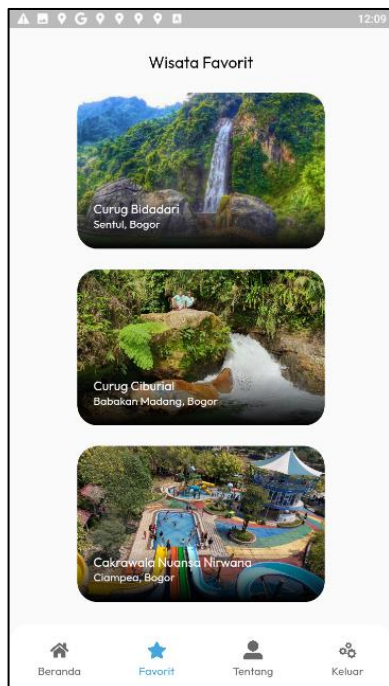 12:09
Wisata Favorit
Curug Bidadari
Sentul, Bogor
Curug Ciburial
Babakan Madang, Bogor
Cakrawala Nuansa Nirwana
Ciampea, Bogor
Beranda
Favorit
Tentang
Keluar